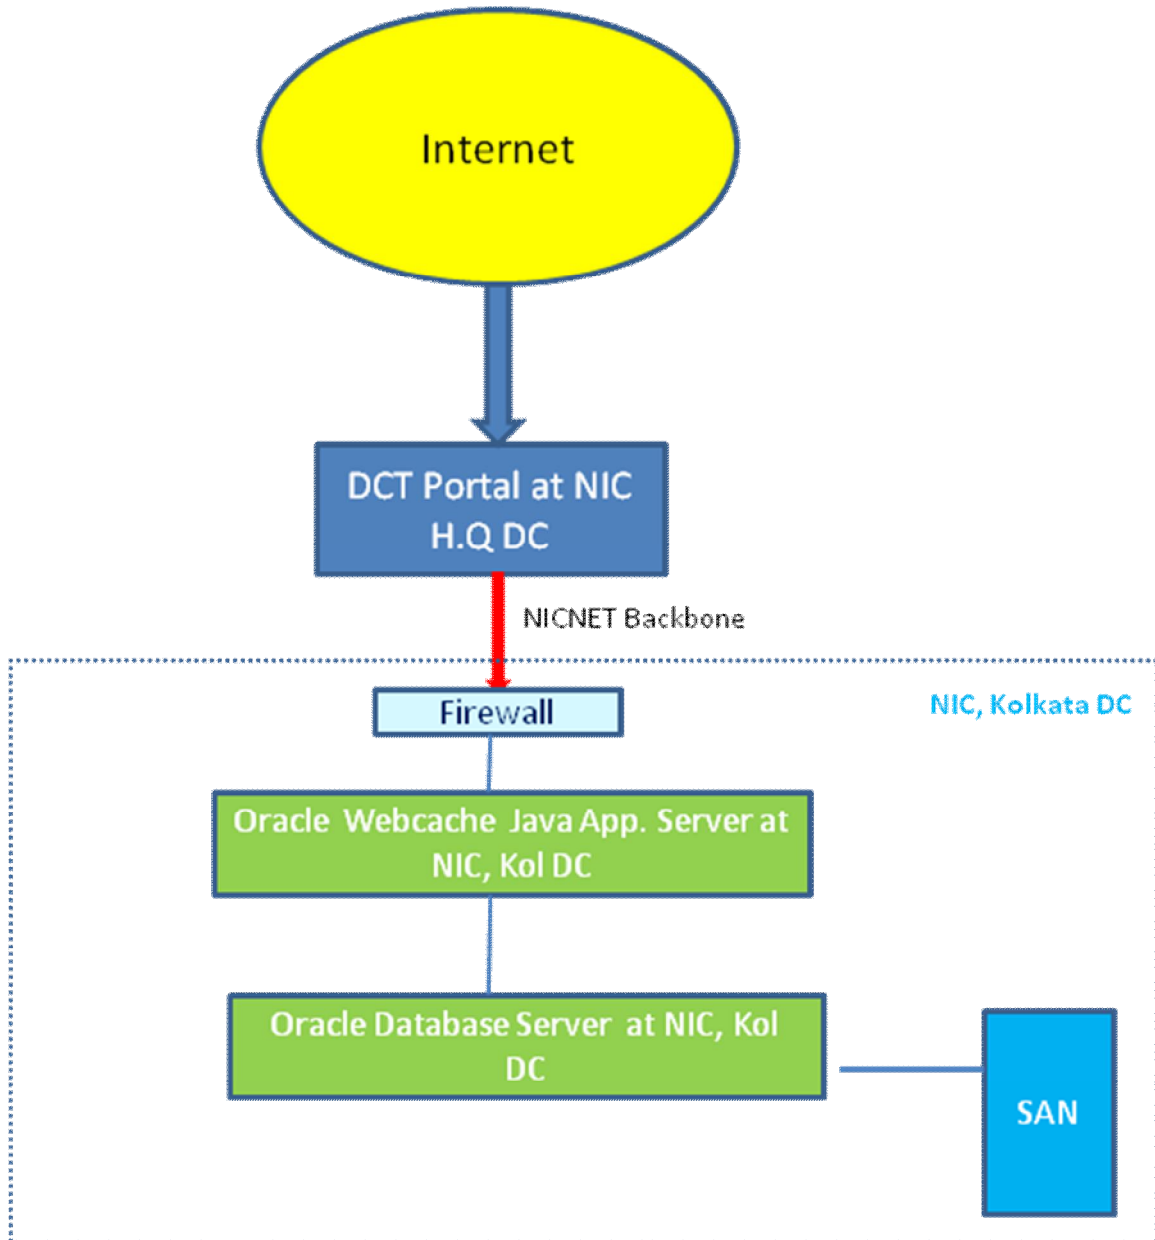 Internet
DCT Portal at NIC
H.Q DC
NICNET Backbone
Firewall
NIC, Kolkata DC
Oracle Webcache Java App. Server at
NIC, Kol DC
Oracle Database Server at NIC, Kol
DC
SAN